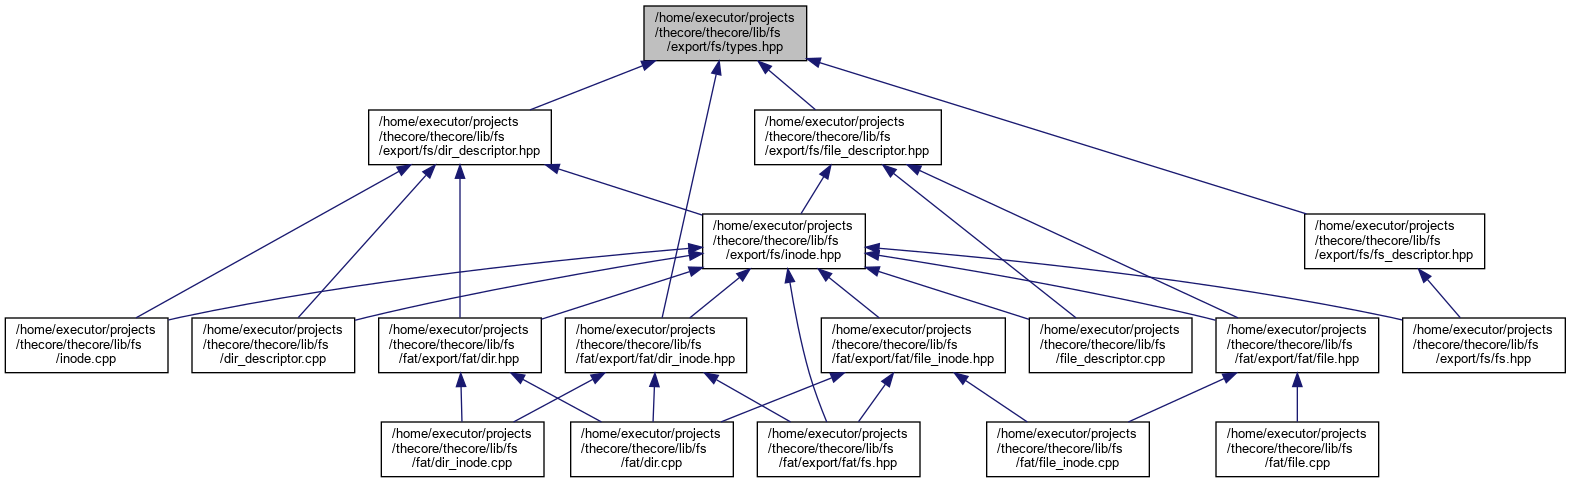 /home/executor/projects
/thecore/thecore/lib/fs
/export/fs/types.hpp
/home/executor/projects
/thecore/thecore/lib/fs
/export/fs/dir_descriptor.hpp
/home/executor/projects
/thecore/thecore/lib/fs
/export/fs/file_descriptor.hpp
/home/executor/projects
/thecore/thecore/lib/fs
/export/fs/inode.hpp
/home/executor/projects
/thecore/thecore/lib/fs
/export/fs/fs_descriptor.hpp
/home/executor/projects
/thecore/thecore/lib/fs
/inode.cpp
/home/executor/projects
/thecore/thecore/lib/fs
/dir_descriptor.cpp
/home/executor/projects
/thecore/thecore/lib/fs
/fat/export/fat/dir.hpp
/home/executor/projects
/thecore/thecore/lib/fs
/fat/export/fat/dir_inode.hpp
/home/executor/projects
/thecore/thecore/lib/fs
/fat/export/fat/file_inode.hpp
/home/executor/projects
/thecore/thecore/lib/fs
/file_descriptor.cpp
/home/executor/projects
/thecore/thecore/lib/fs
/fat/export/fat/file.hpp
/home/executor/projects
/thecore/thecore/lib/fs
/export/fs/fs.hpp
/home/executor/projects
/thecore/thecore/lib/fs
/fat/dir_inode.cpp
/home/executor/projects
/thecore/thecore/lib/fs
/fat/dir.cpp
/home/executor/projects
/thecore/thecore/lib/fs
/fat/export/fat/fs.hpp
/home/executor/projects
/thecore/thecore/lib/fs
/fat/file_inode.cpp
/home/executor/projects
/thecore/thecore/lib/fs
/fat/file.cpp